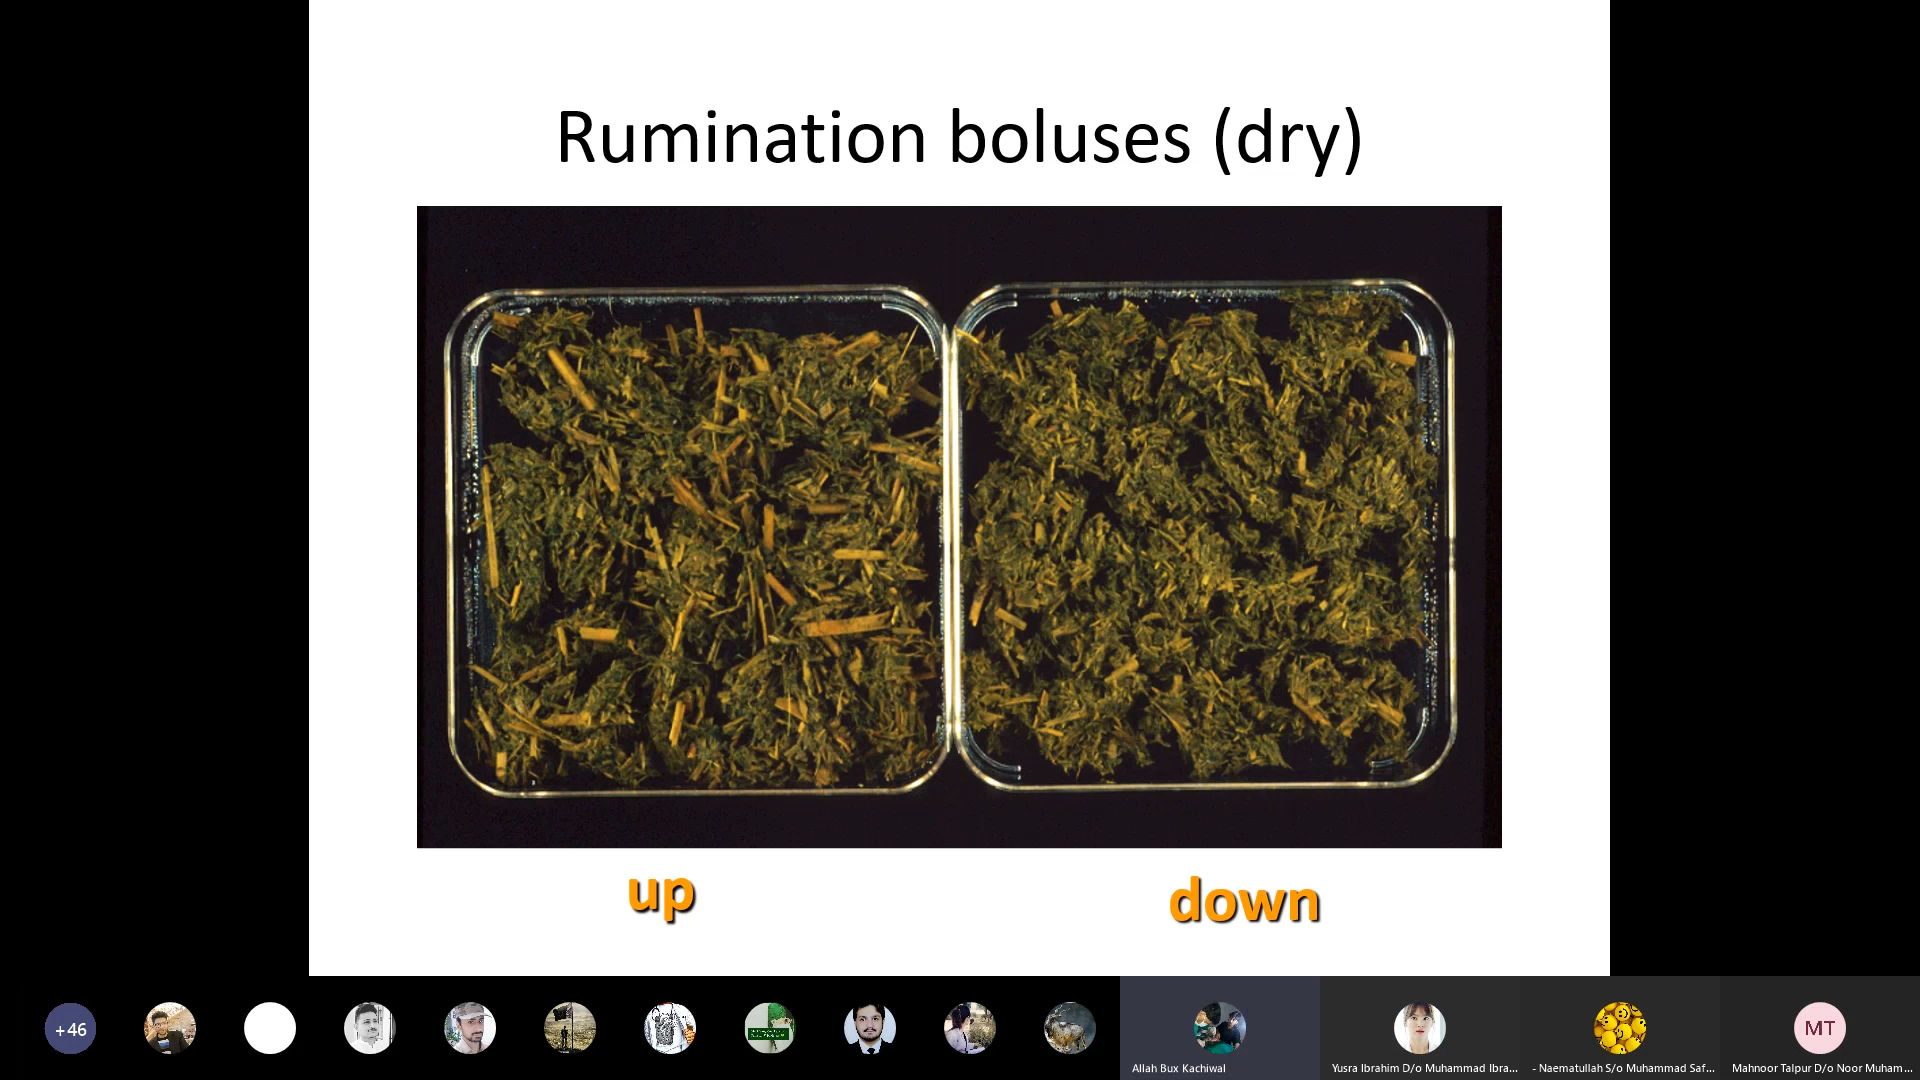 Rumination boluses (dry)
up
down
+46
MT
Allah Bux Kachiwal
Yusra Ibrahim D/o Muhammad Ibra...
- Naematullah S/o Muhammad Saf...
Mahnoor Talpur D/o Noor Muham...